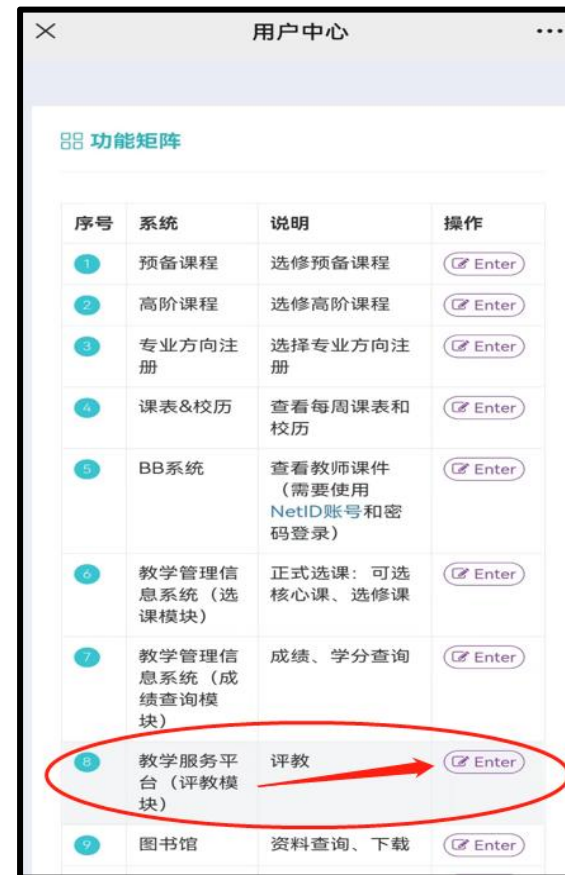 用户中心
功能矩阵
序号 系统 说明 操作
1 预备课程 选修预备课程 Enter
2 高阶课程 选修高阶课程 Enter
3 专业方向注 选择专业方向注 Enter
册 册
4 课表&校历 查看每周课表和 Enter
校历
5 BB系统 查看教师课件 Enter
（需要使用
NetID账号和密
码登录）
6 教学管理信 正式选课：可选 Enter
息系统（选 核心课、选修课
课模块）
7 教学管理信 成绩、学分查询 Enter
息系统（成
绩查询模
块）
8 教学服务平 评教 Enter
台（评教模
块）
9 图书馆 资料查询、下载 Enter